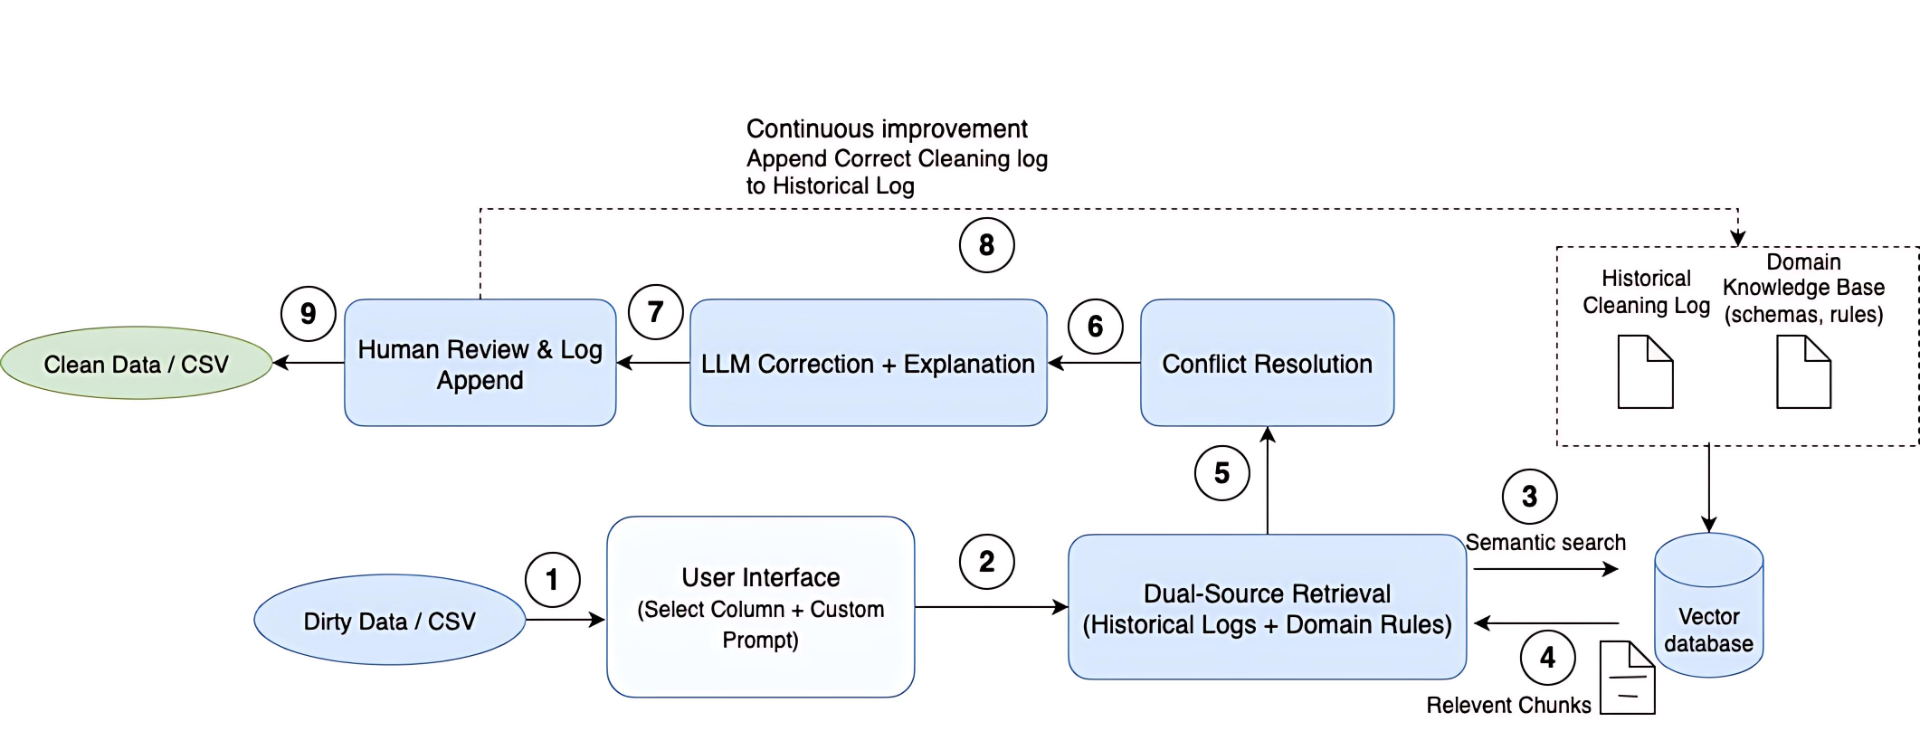 Continuous improvement
Append Correct Cleaning log
to Historical Log
8
Historical
Cleaning Log
Domain
Knowledge Base
(schemas, rules)
9
7
6
Clean Data / CSV
Human Review & Log
Append
LLM Correction + Explanation
Conflict Resolution
5
3
Semantic search
1
2
Dirty Data / CSV
User Interface
(Select Column + Custom
Prompt)
Dual-Source Retrieval
(Historical Logs + Domain Rules)
Vector
database
4
Relevent Chunks